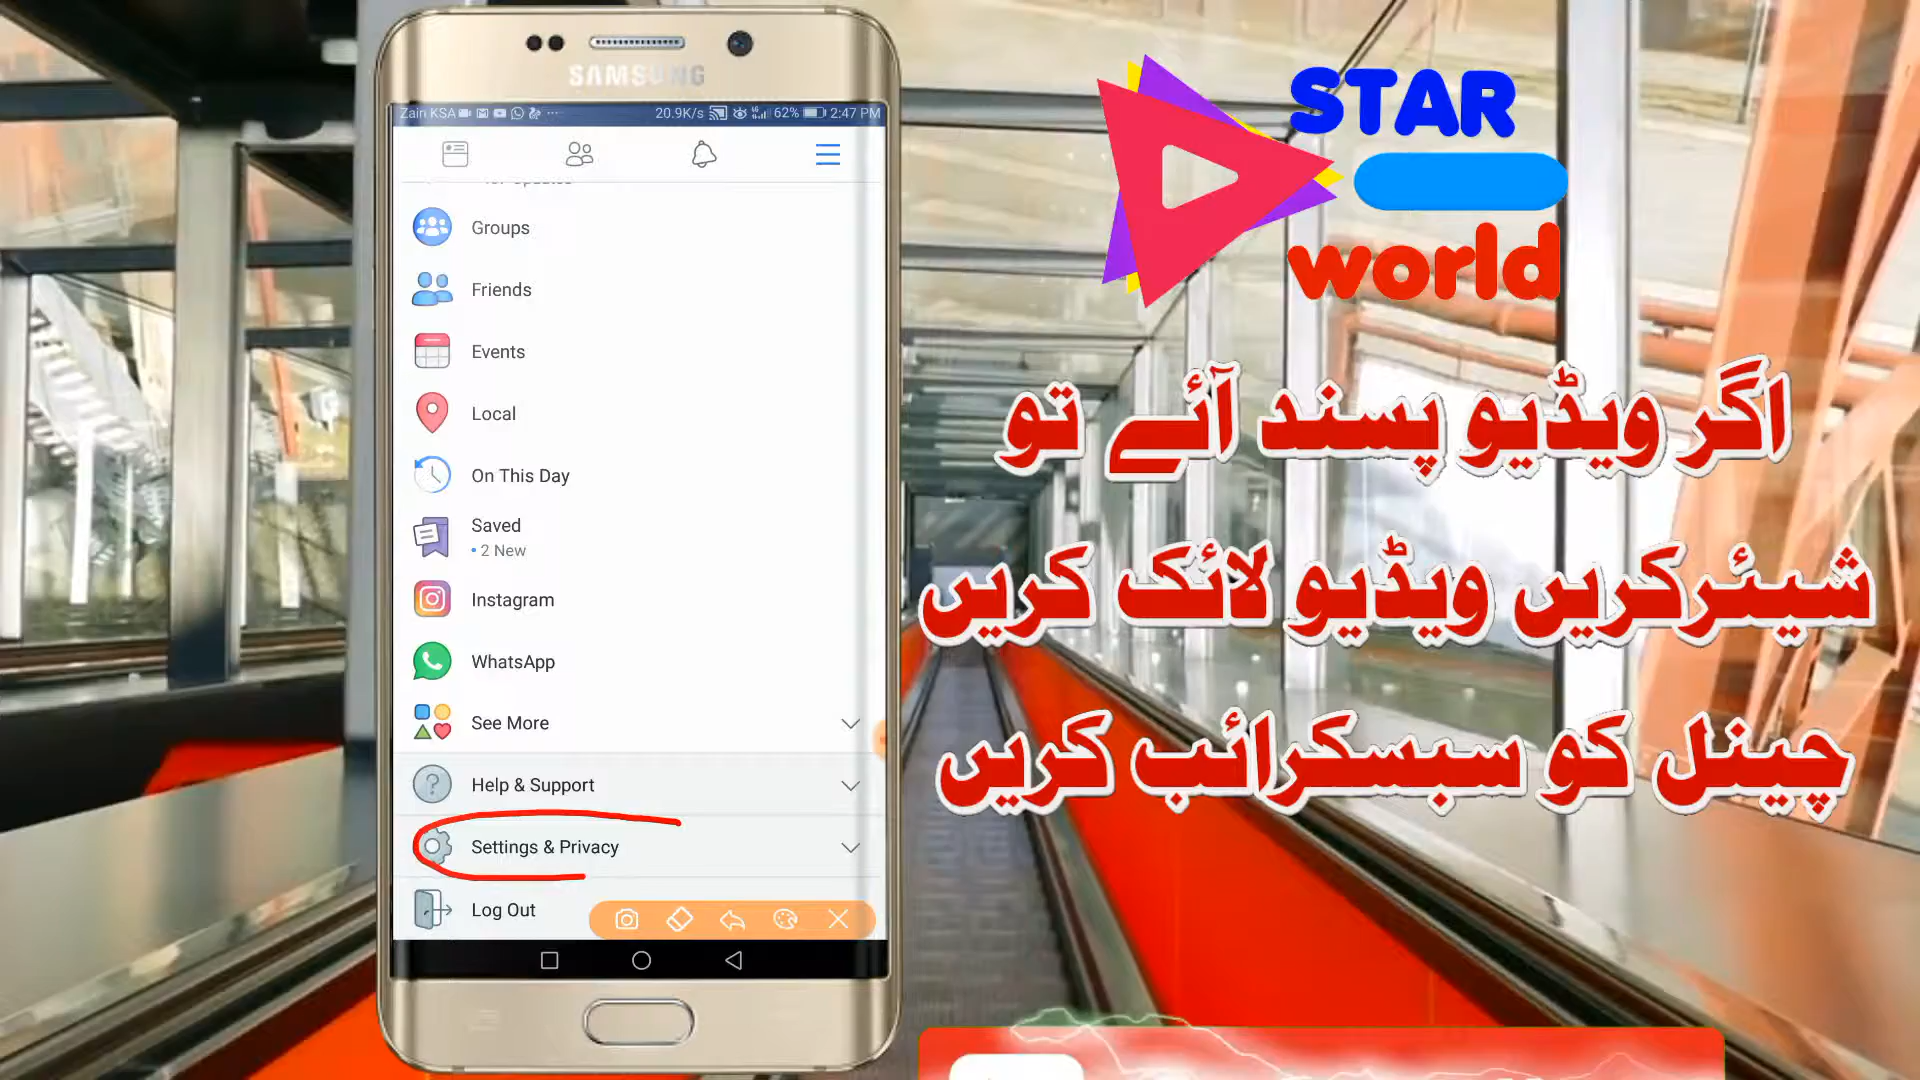 SAMSUNG
Zain KSA
20.9K/s 62% 2:47 PM
Groups
Friends
Events
Local
On This Day
Saved
• 2 New
Instagram
WhatsApp
See More
Help & Support
Settings & Privacy
Log Out
STAR
world
اگر ویڈیو پسند آئے تو
شیئرکریں ویڈیو لائک کریں
چینل کو سبسکرائب کریں